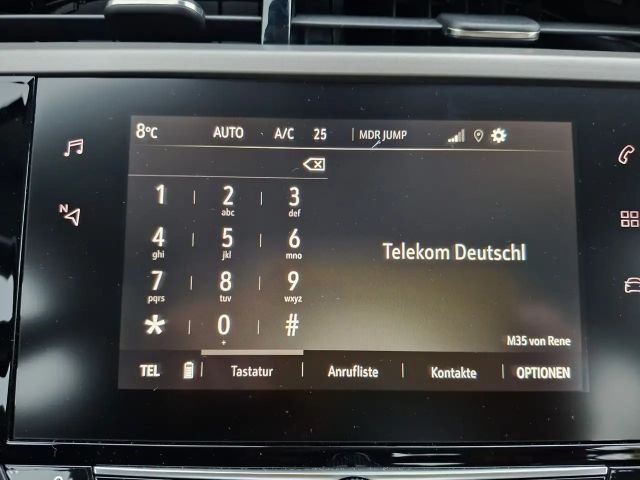 8°C AUTO A/C 25 MDR JUMP
1 2 3
abc def
4 5 6
ghi jkl mno
7 8 9
pqrs tuv wxyz
* 0 #
+
Telekom Deutschl
M35 von Rene
TEL Tastatur Anrufliste Kontakte OPTIONEN
N